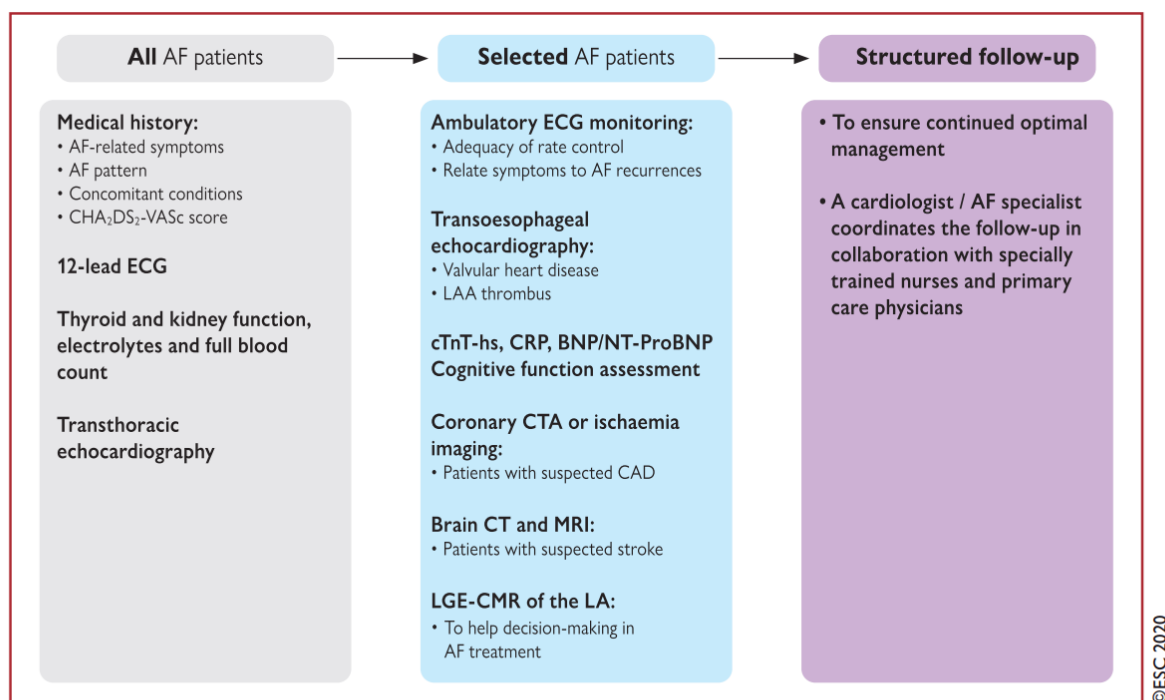 All AF patients
Medical history:
• AF-related symptoms
• AF pattern
• Concomitant conditions
• CHA₂DS₂-VASc score
12-lead ECG
Thyroid and kidney function,
electrolytes and full blood
count
Transthoracic
echocardiography
Selected AF patients
Ambulatory ECG monitoring:
• Adequacy of rate control
• Relate symptoms to AF recurrences
Transoesophageal
echocardiography:
• Valvular heart disease
• LAA thrombus
cTnT-hs, CRP, BNP/NT-ProBNP
Cognitive function assessment
Coronary CTA or ischaemia
imaging:
• Patients with suspected CAD
Brain CT and MRI:
• Patients with suspected stroke
LGE-CMR of the LA:
• To help decision-making in
AF treatment
Structured follow-up
• To ensure continued optimal
management
• A cardiologist / AF specialist
coordinates the follow-up in
collaboration with specially
trained nurses and primary
care physicians
©ESC 2020